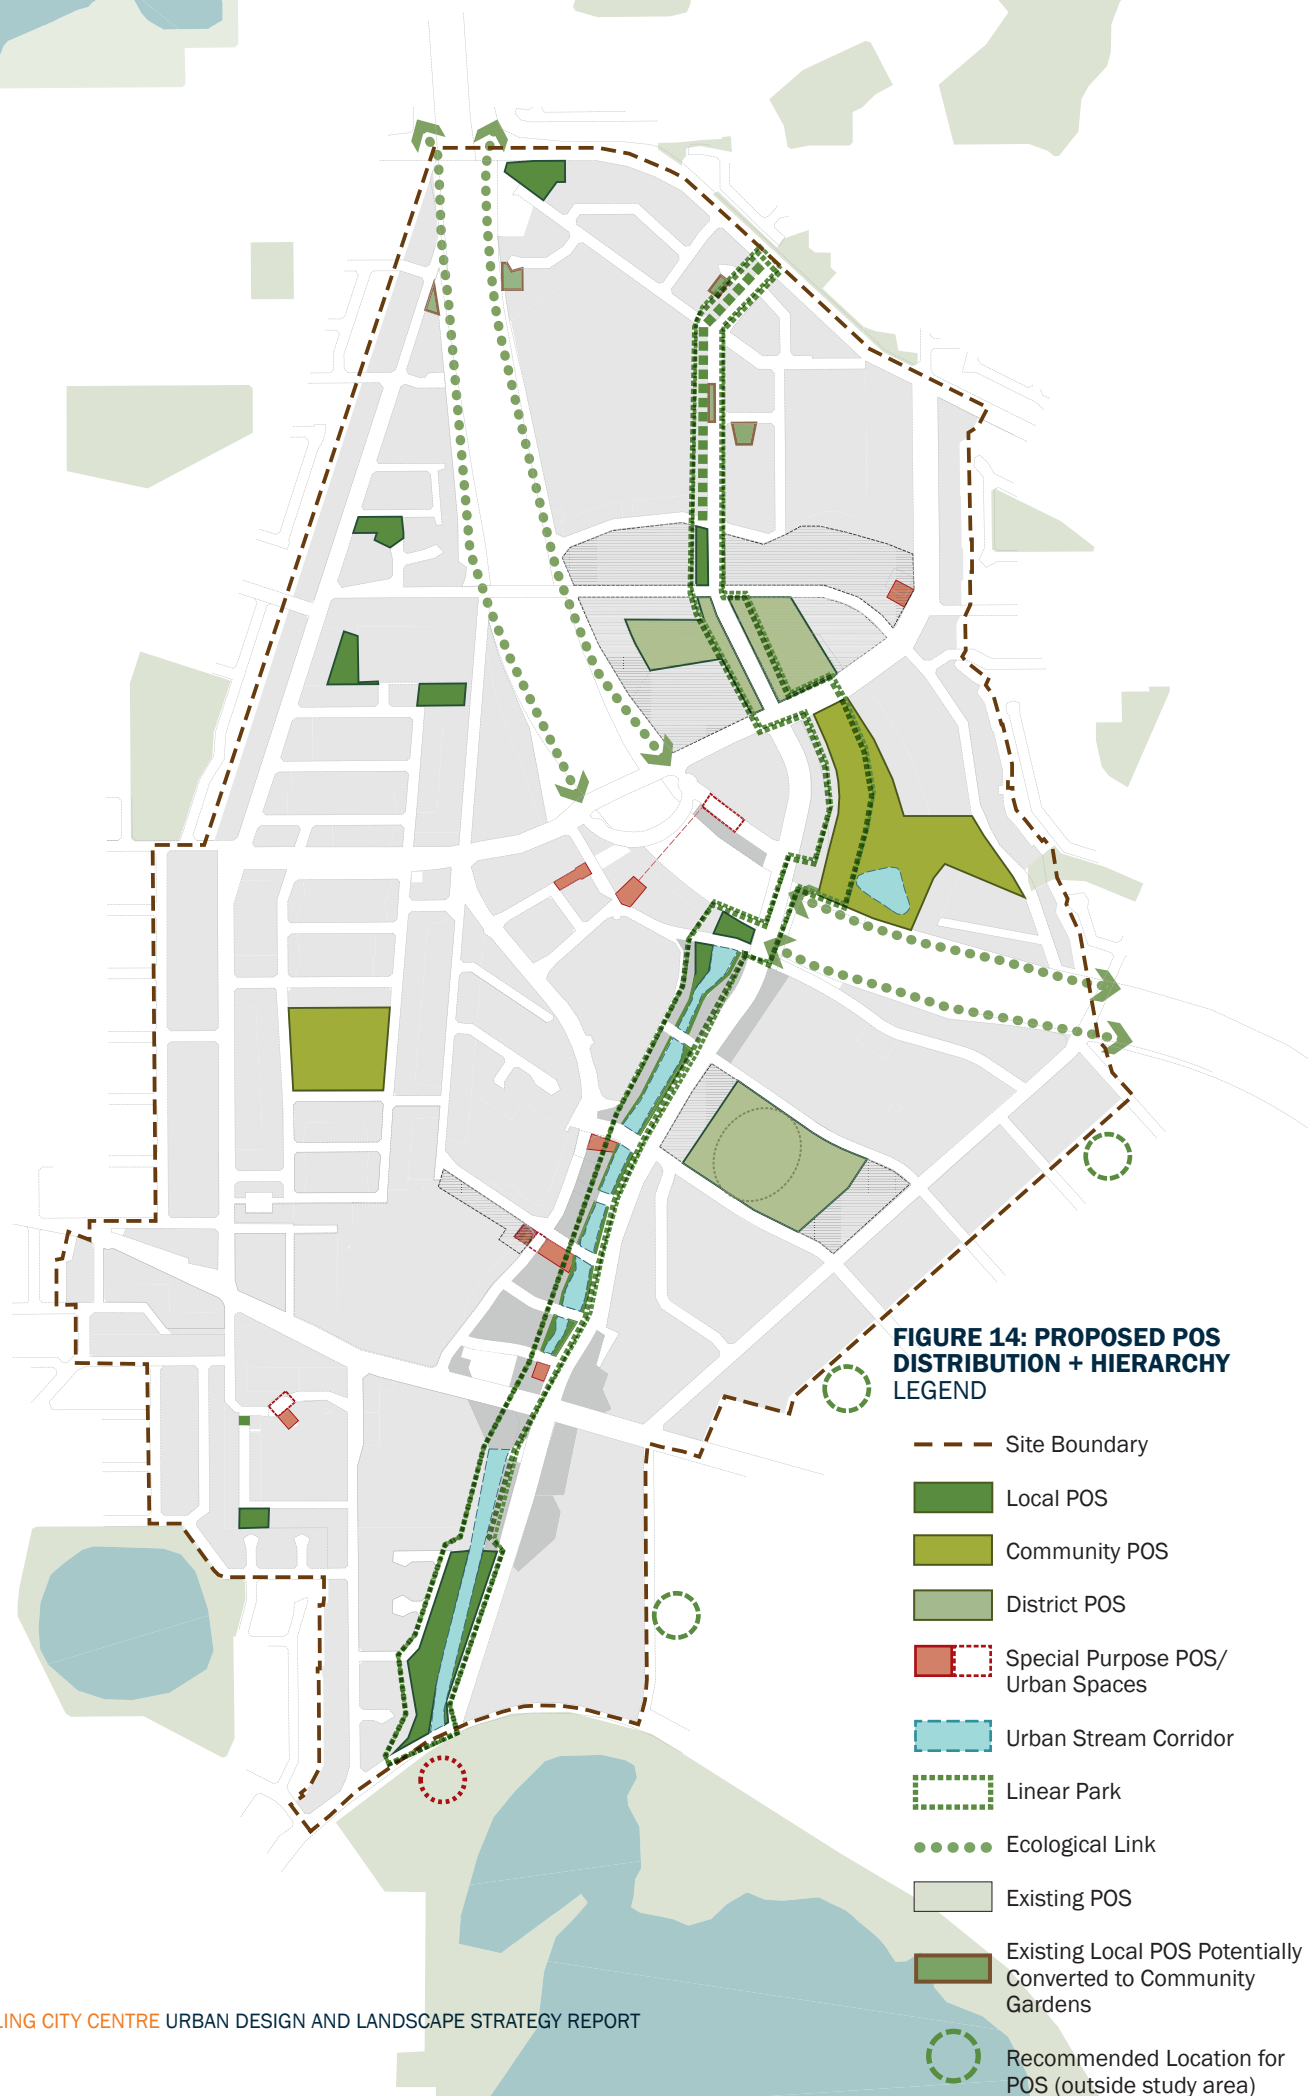 FIGURE 14: PROPOSED POS
DISTRIBUTION + HIERARCHY
LEGEND
Site Boundary
Local POS
Community POS
District POS
Special Purpose POS/
Urban Spaces
Urban Stream Corridor
Linear Park
Ecological Link
Existing POS
Existing Local POS Potentially
Converted to Community
Gardens
Recommended Location for
POS (outside study area)
LING CITY CENTRE URBAN DESIGN AND LANDSCAPE STRATEGY REPORT